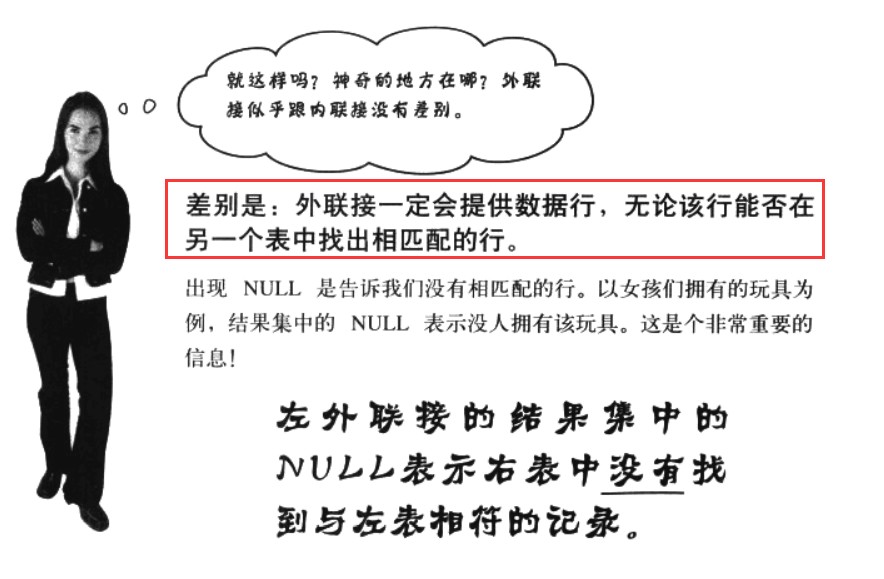 就这样吗？神奇的地方在哪？外联
接似乎跟内联接没有差别。
差别是：外联接一定会提供数据行，无论该行能否在
另一个表中找出相匹配的行。
出现 NULL 是告诉我们没有相匹配的行。以女孩们拥有的玩具为
例，结果集中的 NULL 表示没人拥有该玩具。这是个非常重要的
信息！
左外联接的结果集中的
NULL表示右表中没有找
到与左表相符的记录。